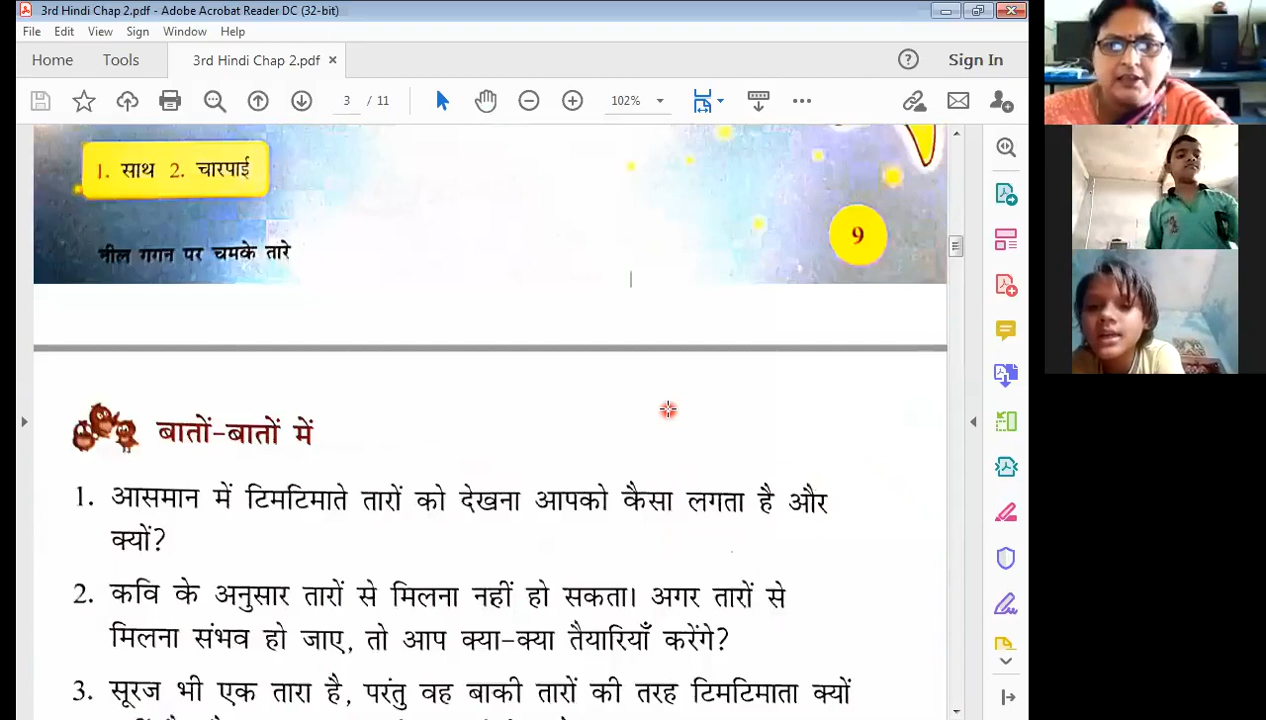 3rd Hindi Chap 2.pdf - Adobe Acrobat Reader DC (32-bit)
File Edit View Sign Window Help
Home Tools 3rd Hindi Chap 2.pdf × Sign In
3 / 11 102%
1. साथ 2. चारपाई
नील गगन पर चमके तारे
9
बातों-बातों में
1. आसमान में टिमटिमाते तारों को देखना आपको कैसा लगता है और
क्यों?
2. कवि के अनुसार तारों से मिलना नहीं हो सकता। अगर तारों से
मिलना संभव हो जाए, तो आप क्या-क्या तैयारियाँ करेंगे?
3. सूरज भी एक तारा है, परंतु वह बाकी तारों की तरह टिमटिमाता क्यों